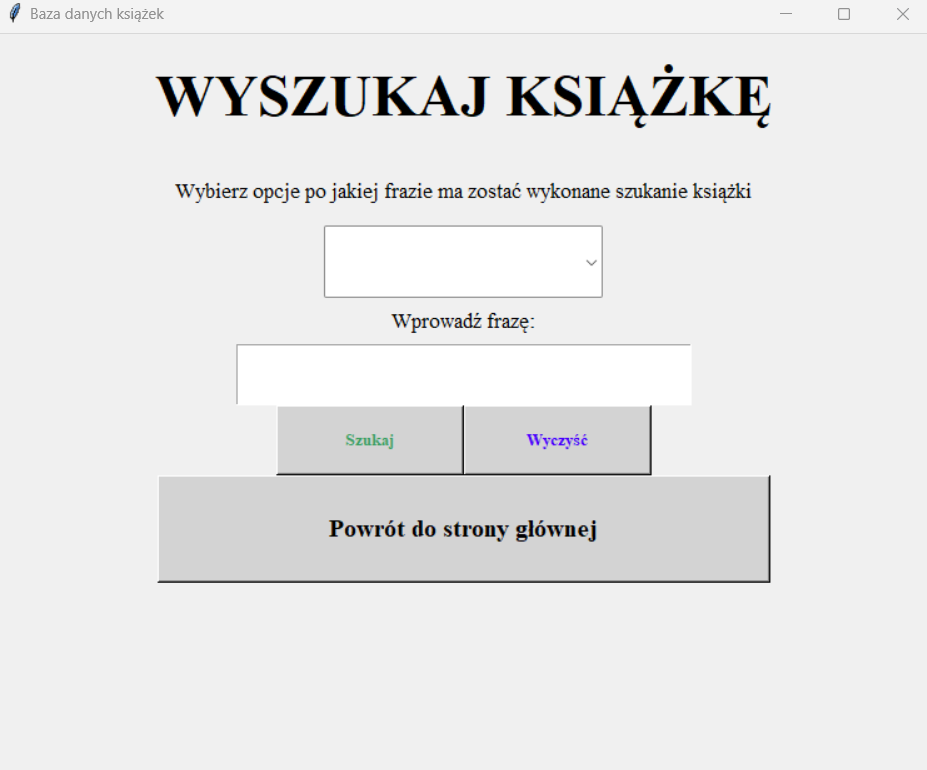 Baza danych książek
WYSZUKAJ KSIĄŻKĘ
Wybierz opcje po jakiej frazie ma zostać wykonane szukanie książki
Wprowadź frazę:
Szukaj
Wyczyść
Powrót do strony głównej